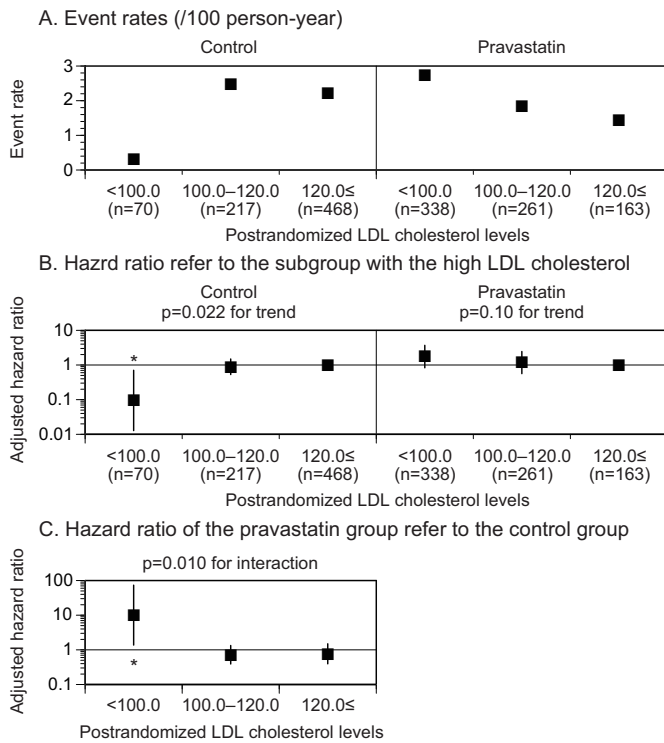 A. Event rates (/100 person-year)
Control
Pravastatin
3
2
1
0
Event rate
<100.0
100.0–120.0
120.0≤
<100.0
100.0–120.0
120.0≤
(n=70)
(n=217)
(n=468)
(n=338)
(n=261)
(n=163)
Postrandomized LDL cholesterol levels
B. Hazrd ratio refer to the subgroup with the high LDL cholesterol
Control
Pravastatin
p=0.022 for trend
p=0.10 for trend
10
1
0.1
0.01
Adjusted hazard ratio
*
<100.0
100.0–120.0
120.0≤
<100.0
100.0–120.0
120.0≤
(n=70)
(n=217)
(n=468)
(n=338)
(n=261)
(n=163)
Postrandomized LDL cholesterol levels
C. Hazard ratio of the pravastatin group refer to the control group
p=0.010 for interaction
100
10
1
0.1
Adjusted hazard ratio
*
<100.0
100.0–120.0
120.0≤
Postrandomized LDL cholesterol levels